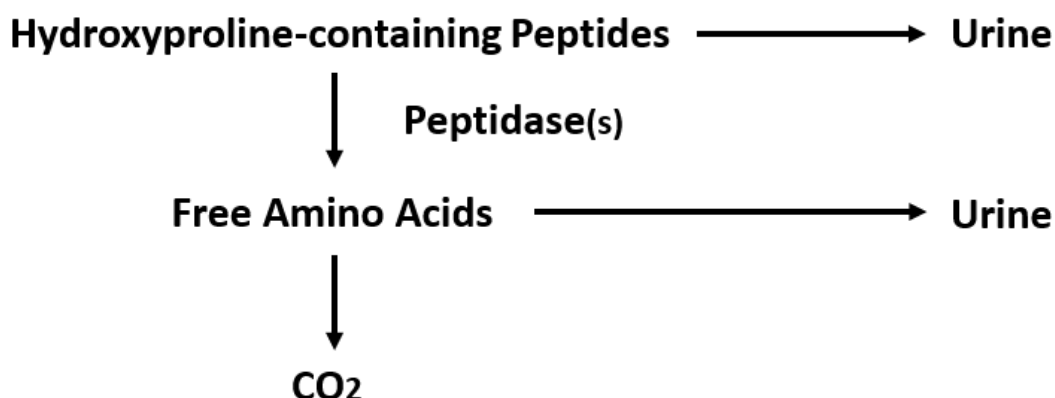 Hydroxyproline-containing Peptides Urine
Peptidase(s)
Free Amino Acids Urine
CO2